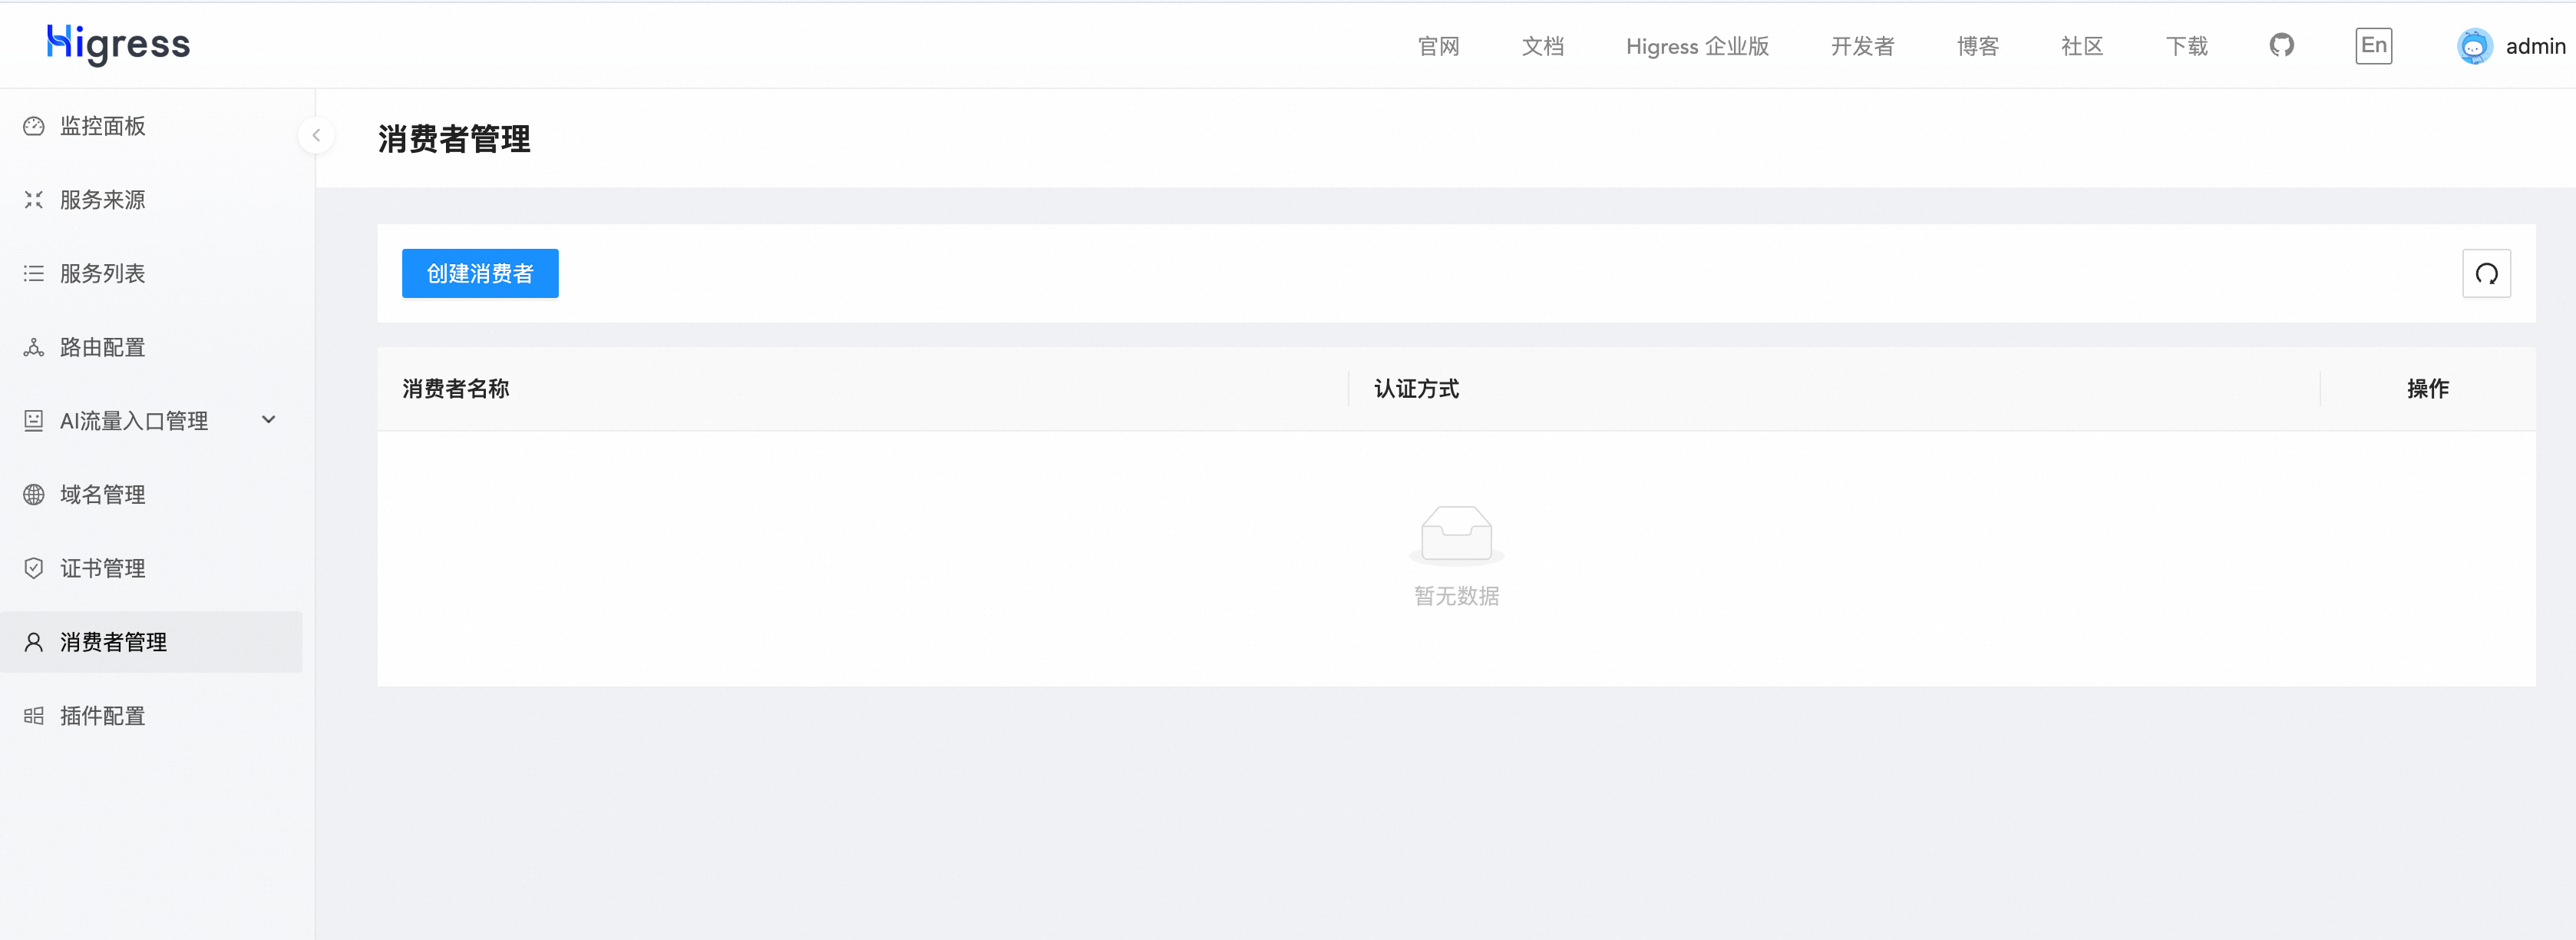 Higress
官网 文档 Higress 企业版 开发者 博客 社区 下载 En admin
监控面板
服务来源
服务列表
路由配置
AI流量入口管理
域名管理
证书管理
消费者管理
插件配置
消费者管理
创建消费者
消费者名称 认证方式 操作
暂无数据